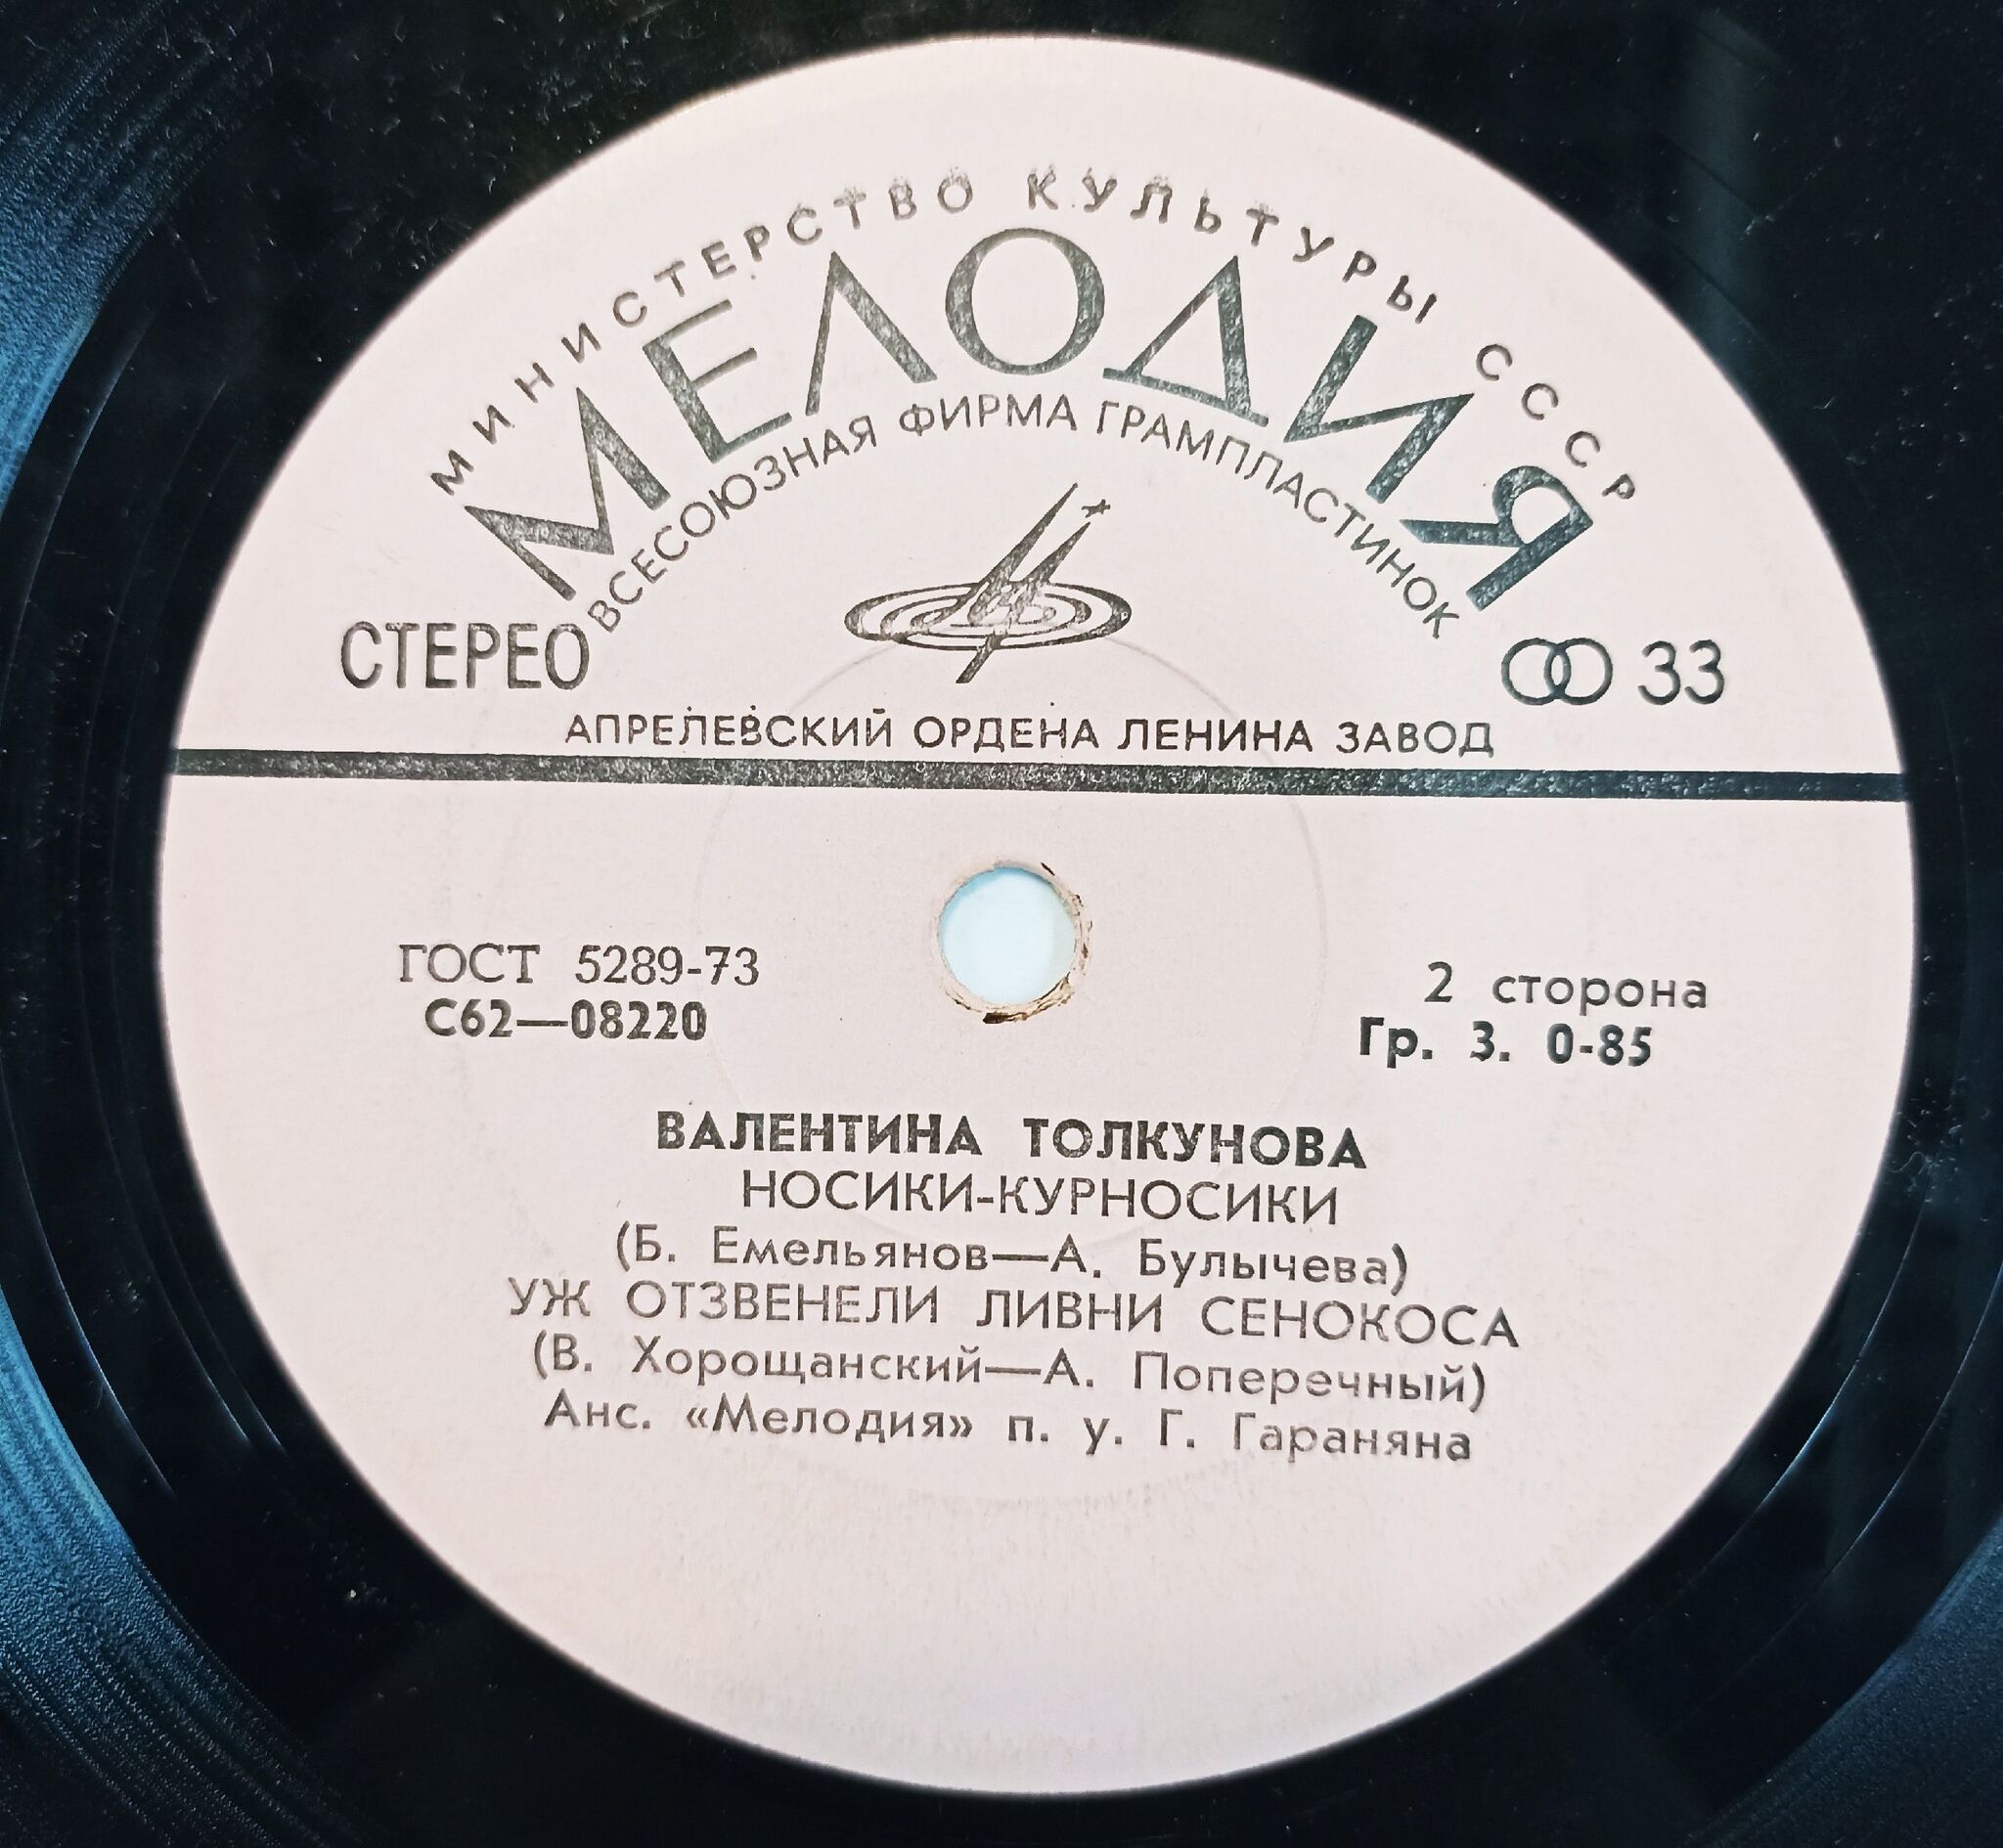 МИНИСТЕРСТВО КУЛЬТУРЫ СССР
МЕЛОДИЯ
ВСЕСОЮЗНАЯ ФИРМА ГРАМПЛАСТИНОК
СТЕРЕО
33
АПРЕЛЕВСКИЙ ОРДЕНА ЛЕНИНА ЗАВОД
ГОСТ 5289-73
С62—08220
2 сторона
Гр. 3. 0-85
ВАЛЕНТИНА ТОЛКУНОВА
НОСИКИ-КУРНОСИКИ
(Б. Емельянов—А. Булычева)
УЖ ОТЗВЕНЕЛИ ЛИВНИ СЕНОКОСА
(В. Хорощанский—А. Поперечный)
Анс. «Мелодия» п. у. Г. Гараняна